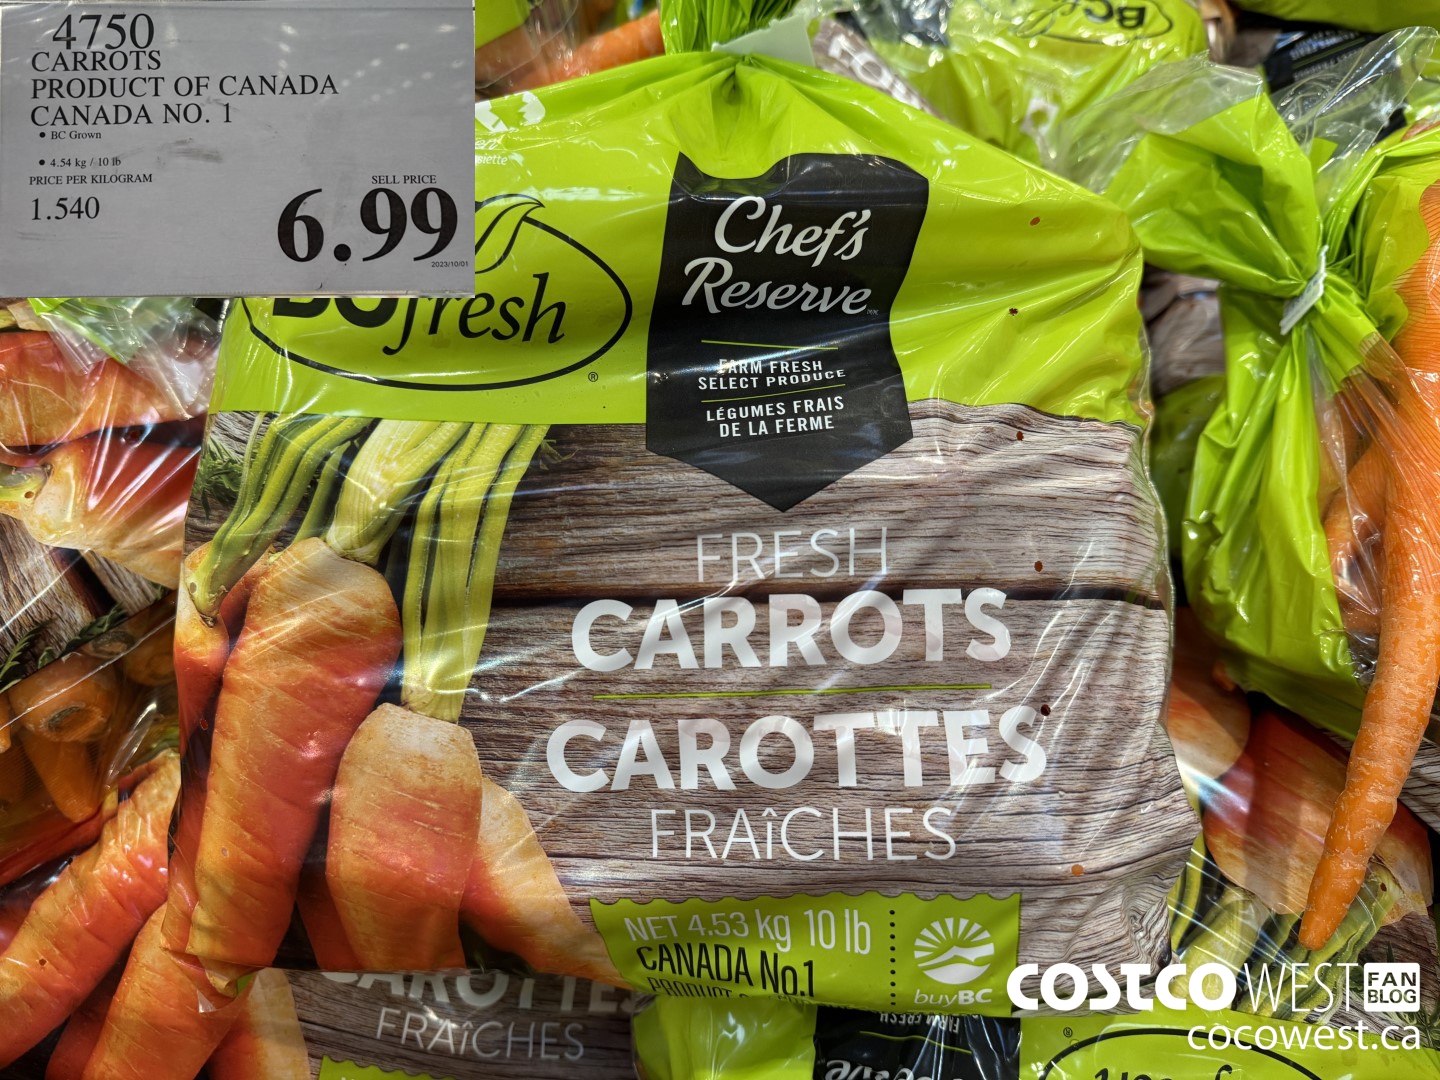 4750
CARROTS
PRODUCT OF CANADA
CANADA NO. 1
• BC Grown
• 4.54 kg / 10 lb
PRICE PER KILOGRAM
1.540
SELL PRICE
6.99
2023/10/01
BCfresh
®
Chef's
Reserve
FARM FRESH
SELECT PRODUCE
LÉGUMES FRAIS
DE LA FERME
FRESH
CARROTS
CAROTTES
FRAîCHES
NET 4.53 kg 10 lb
CANADA No.1
buyBC
CAROTTES
FRAîCHES
COSTCO WEST FAN BLOG
cocowest.ca